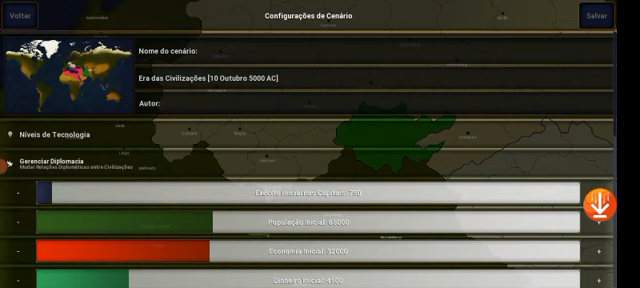 Voltar
Configurações de Cenário
Salvar
Nome do cenário:
Era das Civilizações [10 Outubro 5000 AC]
Autor:
Níveis de Tecnologia
Gerenciar Diplomacia
Mudar Relações Diplomáticas entre Civilizações
- Exército Inicial nas Capitais: 750
- População Inicial: 65000 +
- Economia Inicial: 32000 +
- Dinheiro Inicial: 4500 +